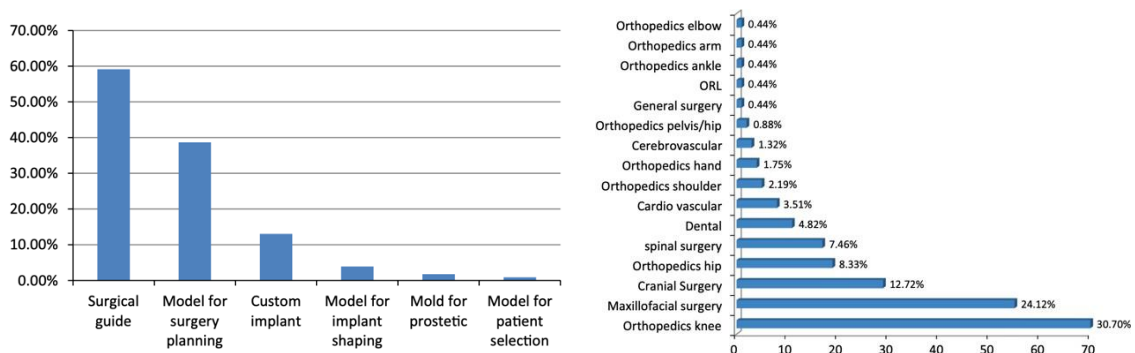 70.00%
60.00%
50.00%
40.00%
30.00%
20.00%
10.00%
0.00%
Surgical guide
Model for surgery planning
Custom implant
Model for implant shaping
Mold for prostetic
Model for patient selection
Orthopedics elbow 0.44%
Orthopedics arm 0.44%
Orthopedics ankle 0.44%
ORL 0.44%
General surgery 0.44%
Orthopedics pelvis/hip 0.88%
Cerebrovascular 1.32%
Orthopedics hand 1.75%
Orthopedics shoulder 2.19%
Cardio vascular 3.51%
Dental 4.82%
spinal surgery 7.46%
Orthopedics hip 8.33%
Cranial Surgery 12.72%
Maxillofacial surgery 24.12%
Orthopedics knee 30.70%
0 10 20 30 40 50 60 70